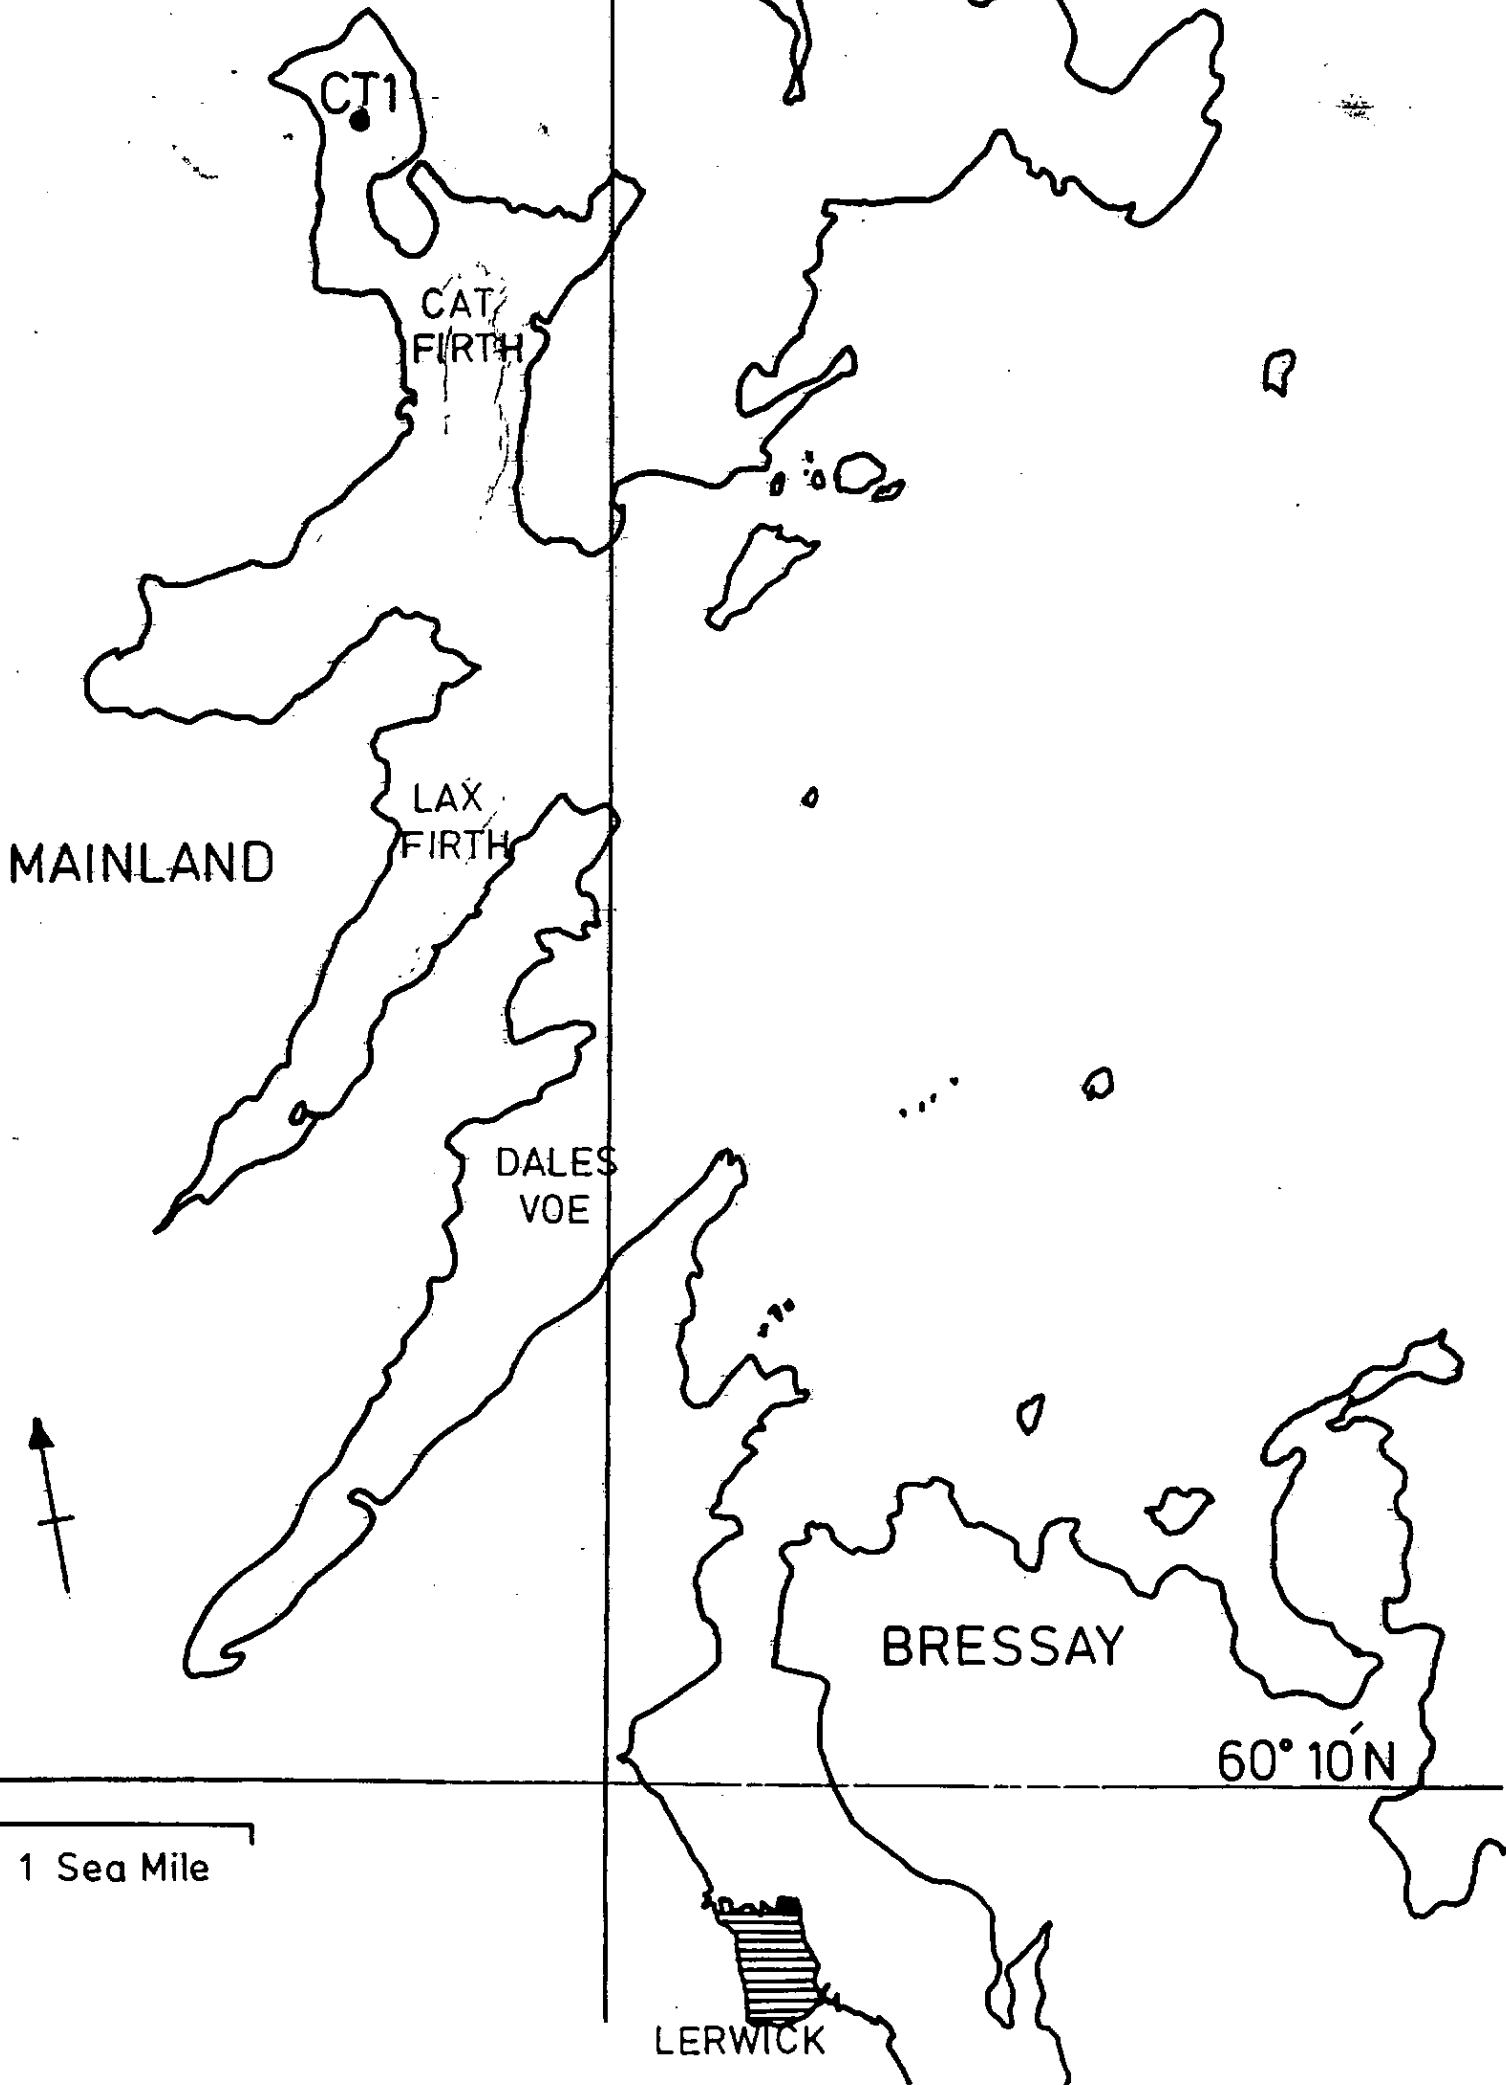 CT1
CAT
FIRTH
LAX
FIRTH
MAINLAND
DALES
VOE
BRESSAY
60° 10' N
1 Sea Mile
LERWICK